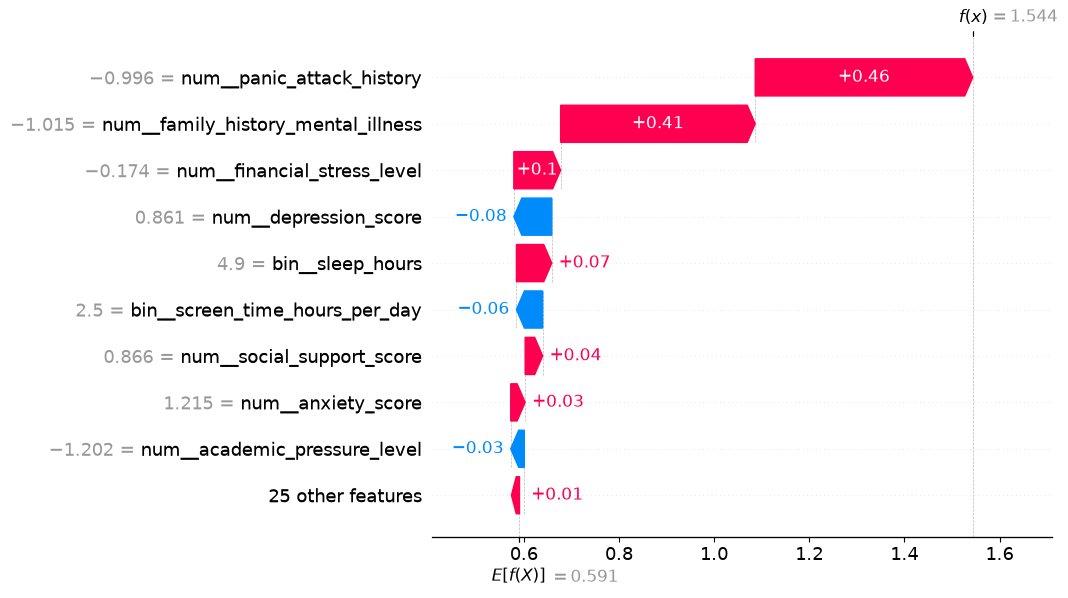 f(x) = 1.544
−0.996 = num__panic_attack_history +0.46
−1.015 = num__family_history_mental_illness +0.41
−0.174 = num__financial_stress_level +0.1
0.861 = num__depression_score −0.08
4.9 = bin__sleep_hours +0.07
2.5 = bin__screen_time_hours_per_day −0.06
0.866 = num__social_support_score +0.04
1.215 = num__anxiety_score +0.03
−1.202 = num__academic_pressure_level −0.03
25 other features +0.01
0.6 0.8 1.0 1.2 1.4 1.6
E[f(X)] = 0.591